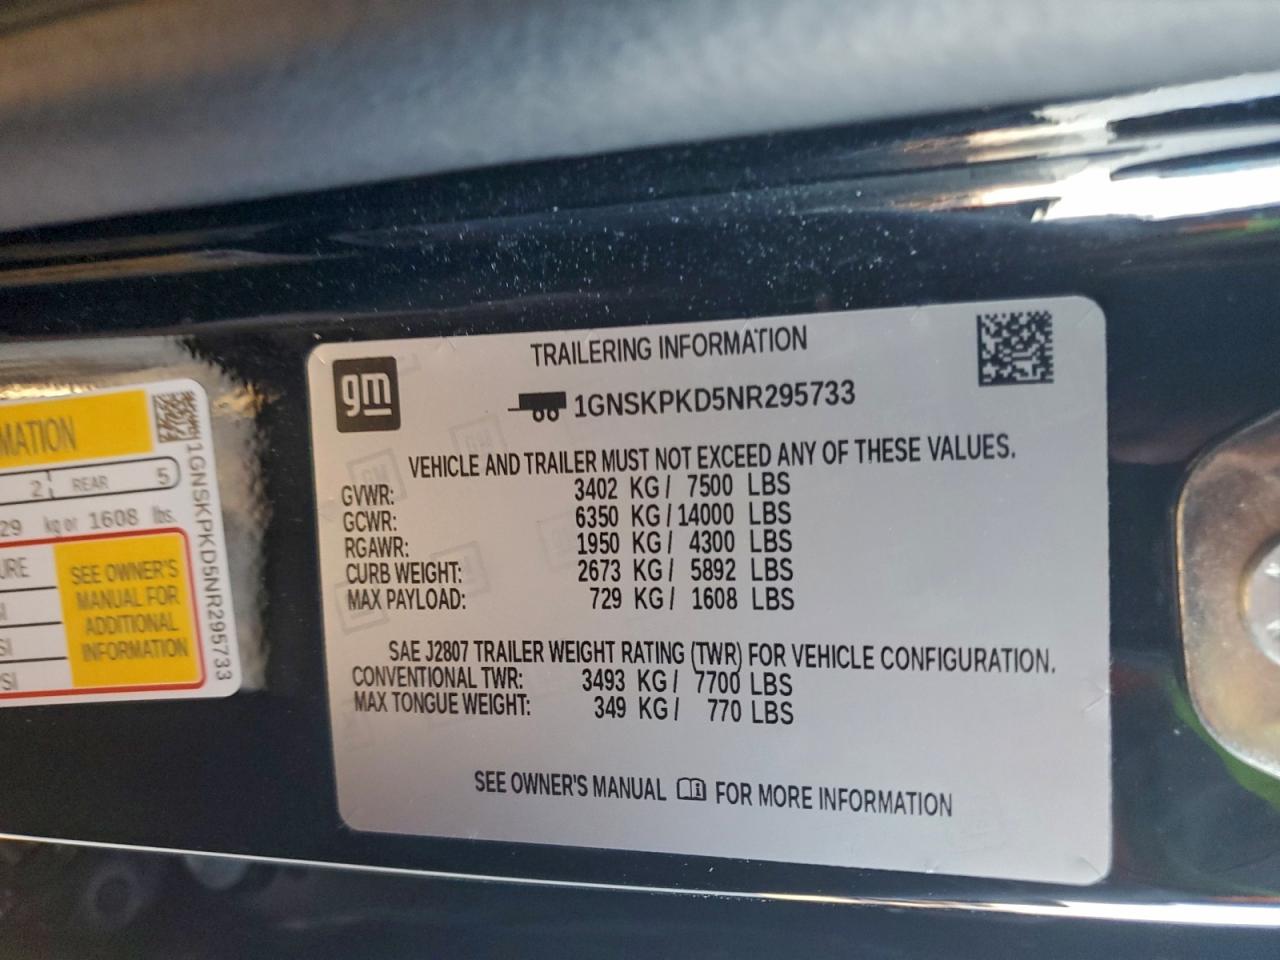 gm
TRAILERING INFORMATION
1GNSKPKD5NR295733
VEHICLE AND TRAILER MUST NOT EXCEED ANY OF THESE VALUES.
GVWR: 3402 KG/ 7500 LBS
GCWR: 6350 KG/14000 LBS
RGAWR: 1950 KG/ 4300 LBS
CURB WEIGHT: 2673 KG/ 5892 LBS
MAX PAYLOAD: 729 KG/ 1608 LBS
SAE J2807 TRAILER WEIGHT RATING (TWR) FOR VEHICLE CONFIGURATION.
CONVENTIONAL TWR: 3493 KG/ 7700 LBS
MAX TONGUE WEIGHT: 349 KG/ 770 LBS
SEE OWNER'S MANUAL FOR MORE INFORMATION
MATION
2 REAR 5
29 kg or 1608 lbs.
URE
SI
PSI
SEE OWNER'S
MANUAL FOR
ADDITIONAL
INFORMATION
1GNSKPKD5NR295733